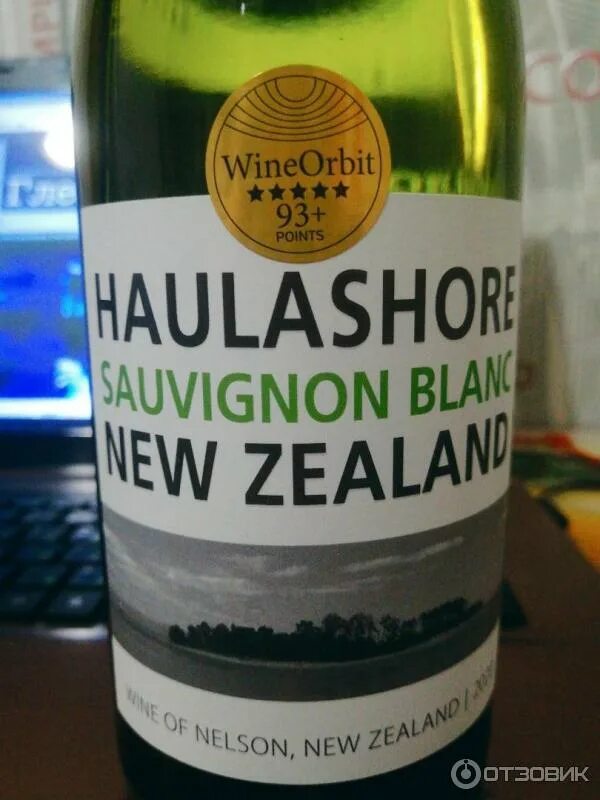 WineOrbit
★★★★★
93+
POINTS
HAULASHORE
SAUVIGNON BLANC
NEW ZEALAND
WINE OF NELSON, NEW ZEALAND |
ОТЗОВИК